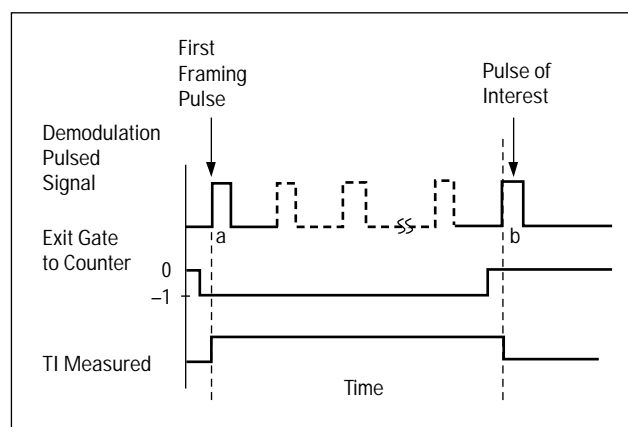 First
Framing
Pulse
Pulse of
Interest
Demodulation
Pulsed
Signal
a
b
Exit Gate
to Counter
0
–1
TI Measured
Time